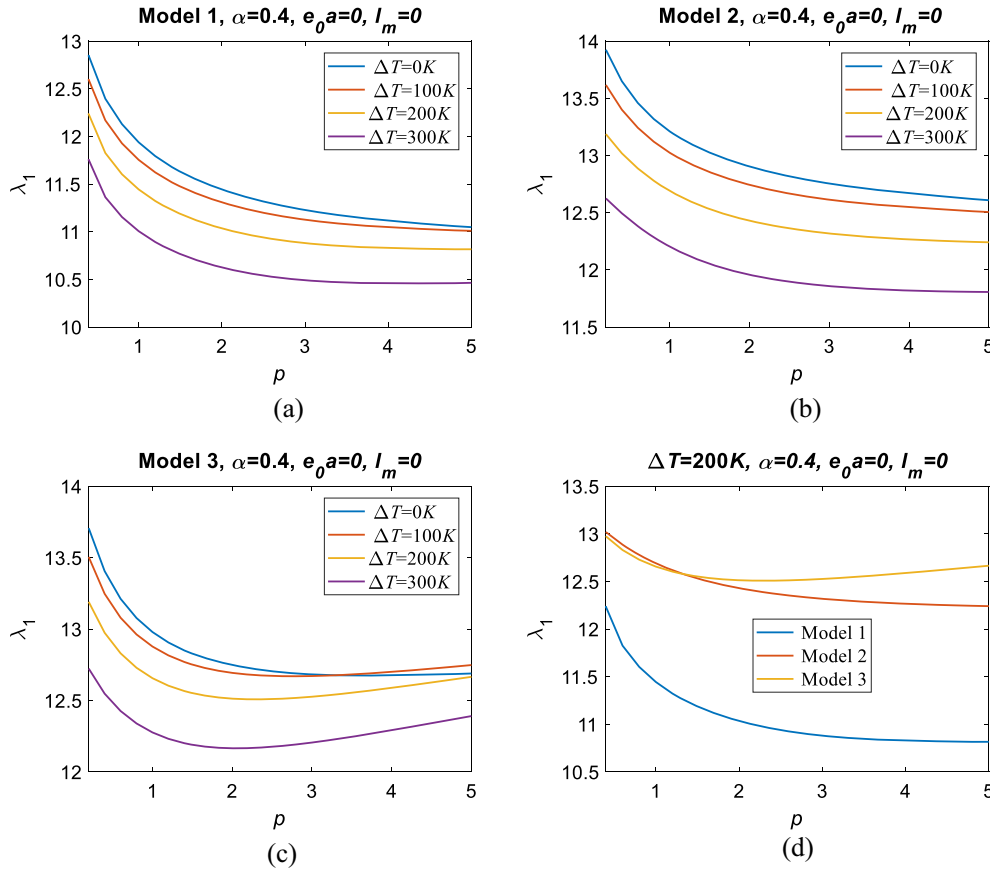 Model 1, α=0.4, e₀a=0, lₘ=0
13
12.5
12
11.5
11
10.5
10
λ₁
1
2
3
4
5
p
ΔT=0K
ΔT=100K
ΔT=200K
ΔT=300K
(a)
Model 2, α=0.4, e₀a=0, lₘ=0
14
13.5
13
12.5
12
11.5
λ₁
1
2
3
4
5
p
ΔT=0K
ΔT=100K
ΔT=200K
ΔT=300K
(b)
Model 3, α=0.4, e₀a=0, lₘ=0
14
13.5
13
12.5
12
λ₁
1
2
3
4
5
p
ΔT=0K
ΔT=100K
ΔT=200K
ΔT=300K
(c)
ΔT=200K, α=0.4, e₀a=0, lₘ=0
13.5
13
12.5
12
11.5
11
10.5
λ₁
1
2
3
4
5
p
Model 1
Model 2
Model 3
(d)